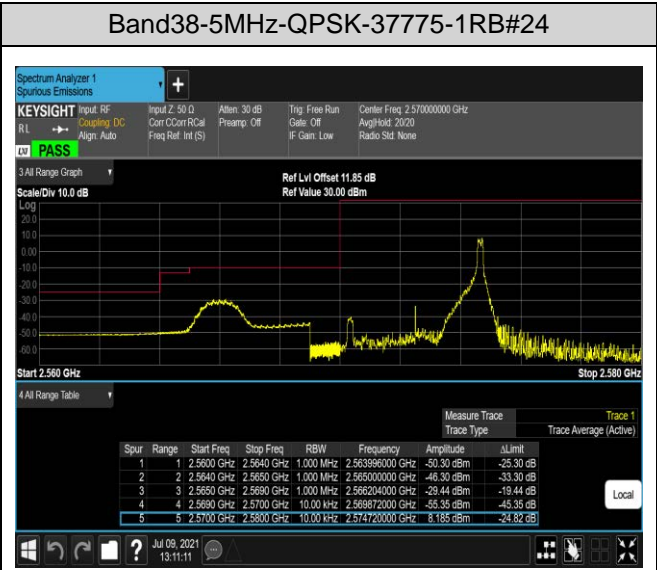 Band38-5MHz-QPSK-37775-1RB#24
Spectrum Analyzer 1
Spurious Emissions
+
KEYSIGHT Input: RF Input Z: 50 Ω Atten: 30 dB Trig: Free Run Center Freq: 2.570000000 GHz
RL Coupling: DC Corr CCorr RCal Preamp: Off Gate: Off Avg|Hold: 20/20
Align: Auto Freq Ref: Int (S) IF Gain: Low Radio Std: None
LXI PASS
3 All Range Graph
Ref Lvl Offset 11.85 dB
Scale/Div 10.0 dB Ref Value 30.00 dBm
Log
20.0
10.0
0.00
-10.0
-20.0
-30.0
-40.0
-50.0
-60.0
Start 2.560 GHz Stop 2.580 GHz
4 All Range Table
Measure Trace Trace 1
Trace Type Trace Average (Active)
Spur Range Start Freq Stop Freq RBW Frequency Amplitude ΔLimit
1 1 2.5600 GHz 2.5640 GHz 1.000 MHz 2.563996000 GHz -50.30 dBm -25.30 dB
2 2 2.5640 GHz 2.5650 GHz 1.000 MHz 2.565000000 GHz -46.30 dBm -33.30 dB
3 3 2.5650 GHz 2.5690 GHz 1.000 MHz 2.566204000 GHz -29.44 dBm -19.44 dB
4 4 2.5690 GHz 2.5700 GHz 10.00 kHz 2.569872000 GHz -55.35 dBm -45.35 dB
5 5 2.5700 GHz 2.5800 GHz 10.00 kHz 2.574720000 GHz 8.185 dBm -24.82 dB
Local
? Jul 09, 2021
13:11:11